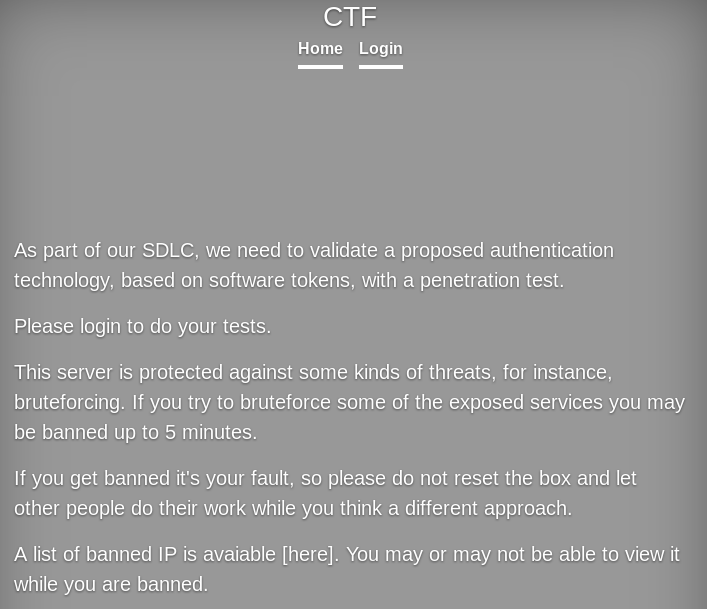 CTF
Home Login
As part of our SDLC, we need to validate a proposed authentication
technology, based on software tokens, with a penetration test.
Please login to do your tests.
This server is protected against some kinds of threats, for instance,
bruteforcing. If you try to bruteforce some of the exposed services you may
be banned up to 5 minutes.
If you get banned it's your fault, so please do not reset the box and let
other people do their work while you think a different approach.
A list of banned IP is avaiable [here]. You may or may not be able to view it
while you are banned.